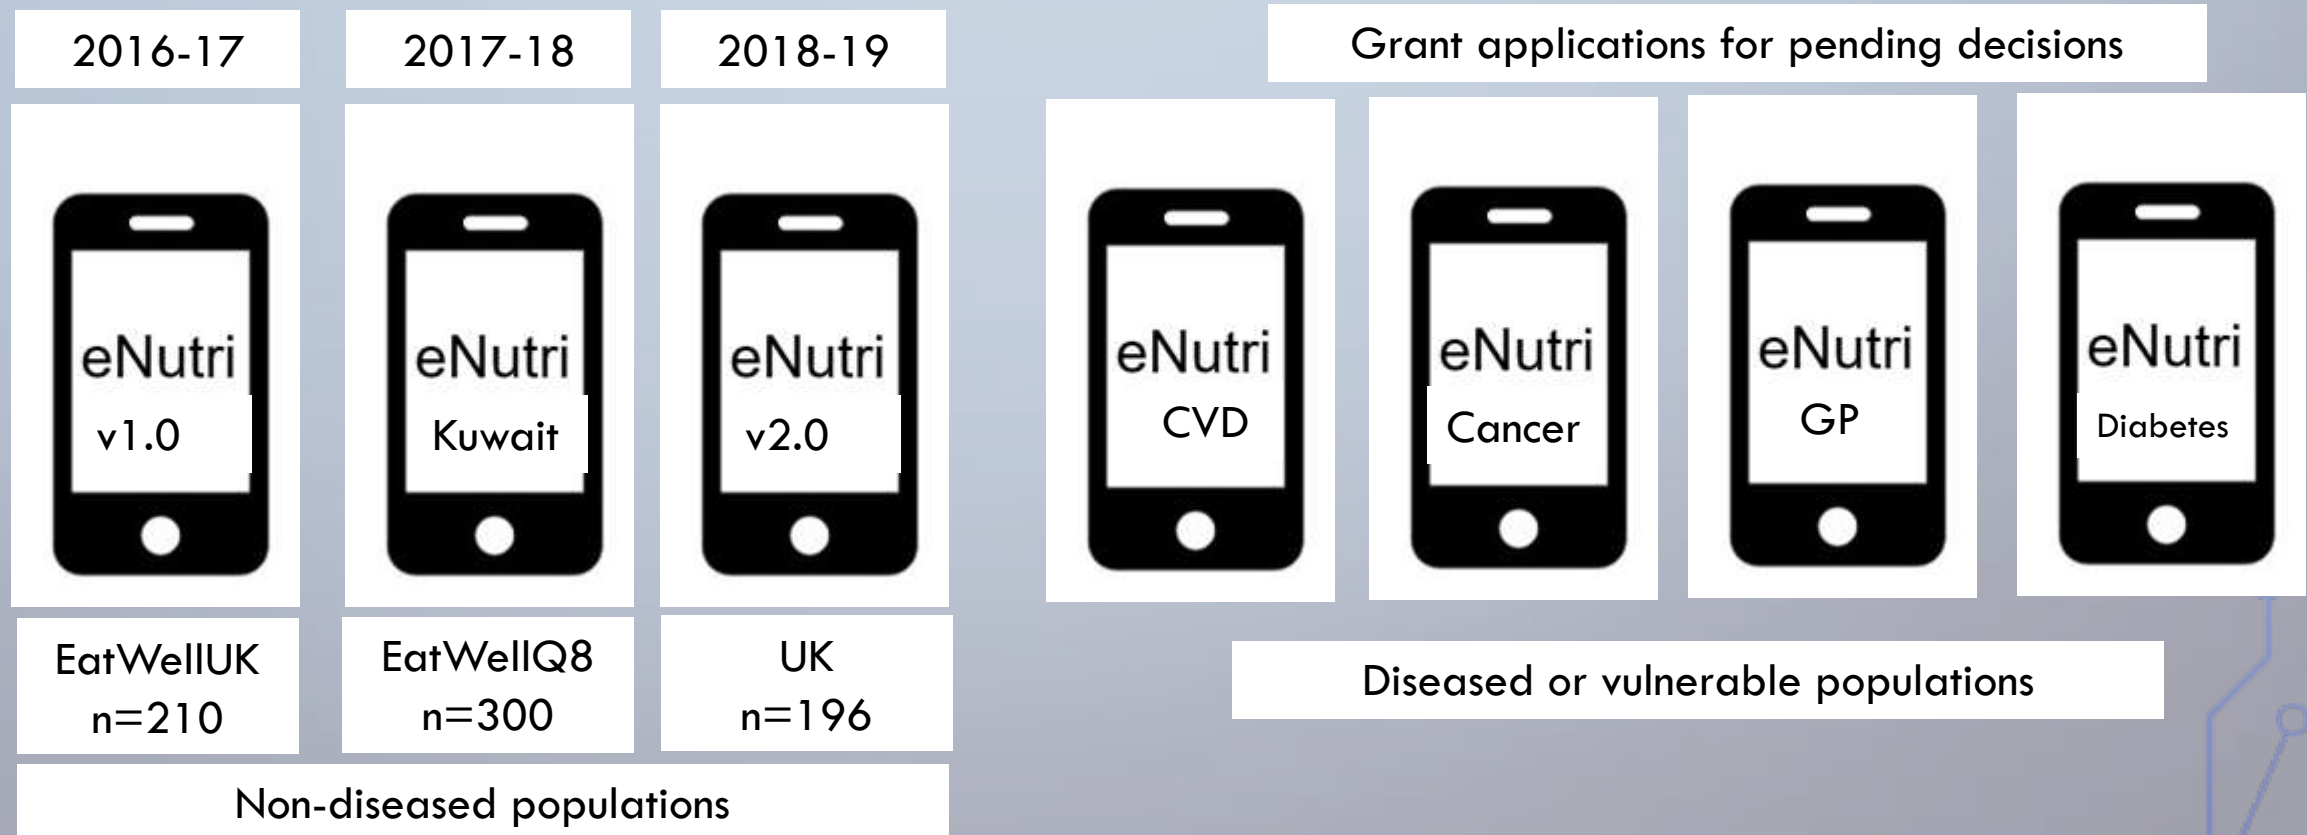 2016-17
2017-18
2018-19
Grant applications for pending decisions
eNutri
v1.0
eNutri
Kuwait
eNutri
v2.0
eNutri
CVD
eNutri
Cancer
eNutri
GP
eNutri
Diabetes
EatWellUK
n=210
EatWellQ8
n=300
UK
n=196
Diseased or vulnerable populations
Non-diseased populations